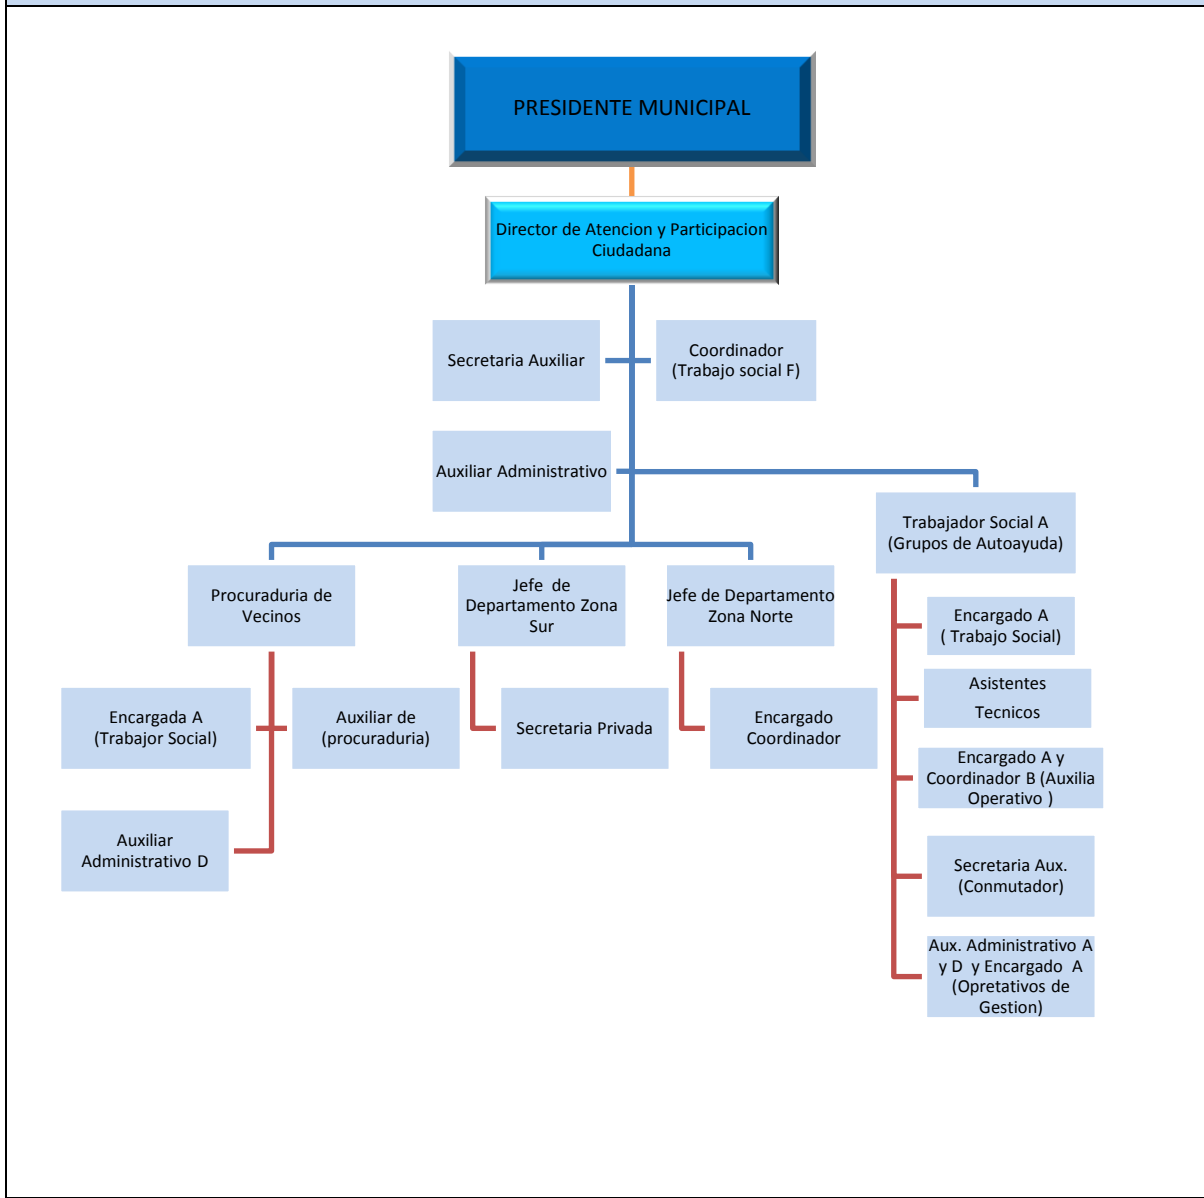 PRESIDENTE MUNICIPAL
Director de Atencion y Participacion
Ciudadana
Secretaria Auxiliar
Coordinador
(Trabajo social F)
Auxiliar Administrativo
Trabajador Social A
(Grupos de Autoayuda)
Procuraduria de
Vecinos
Jefe de
Departamento Zona
Sur
Jefe de Departamento
Zona Norte
Encargado A
( Trabajo Social)
Asistentes
Tecnicos
Encargada A
(Trabajor Social)
Auxiliar de
(procuraduria)
Secretaria Privada
Encargado
Coordinador
Encargado A y
Coordinador B (Auxilia
Operativo )
Auxiliar
Administrativo D
Secretaria Aux.
(Conmutador)
Aux. Administrativo A
y D y Encargado A
(Opretativos de
Gestion)